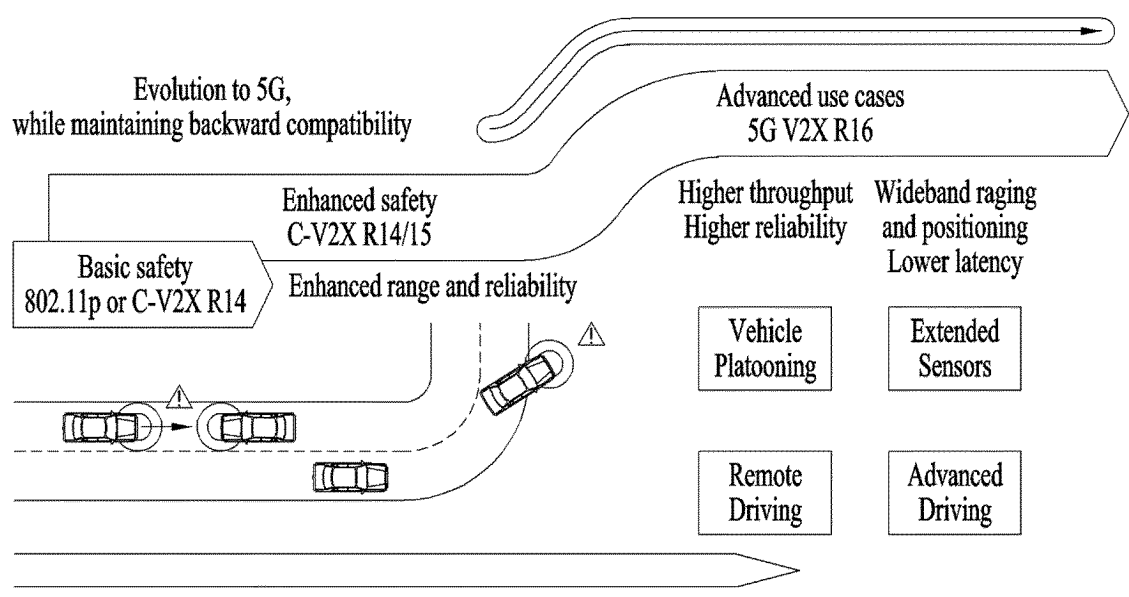 Evolution to 5G,
while maintaining backward compatibility
Advanced use cases
5G V2X R16
Enhanced safety
C-V2X R14/15
Basic safety
802.11p or C-V2X R14
Enhanced range and reliability
Higher throughput
Higher reliability
Wideband raging
and positioning
Lower latency
Vehicle
Platooning
Extended
Sensors
Remote
Driving
Advanced
Driving